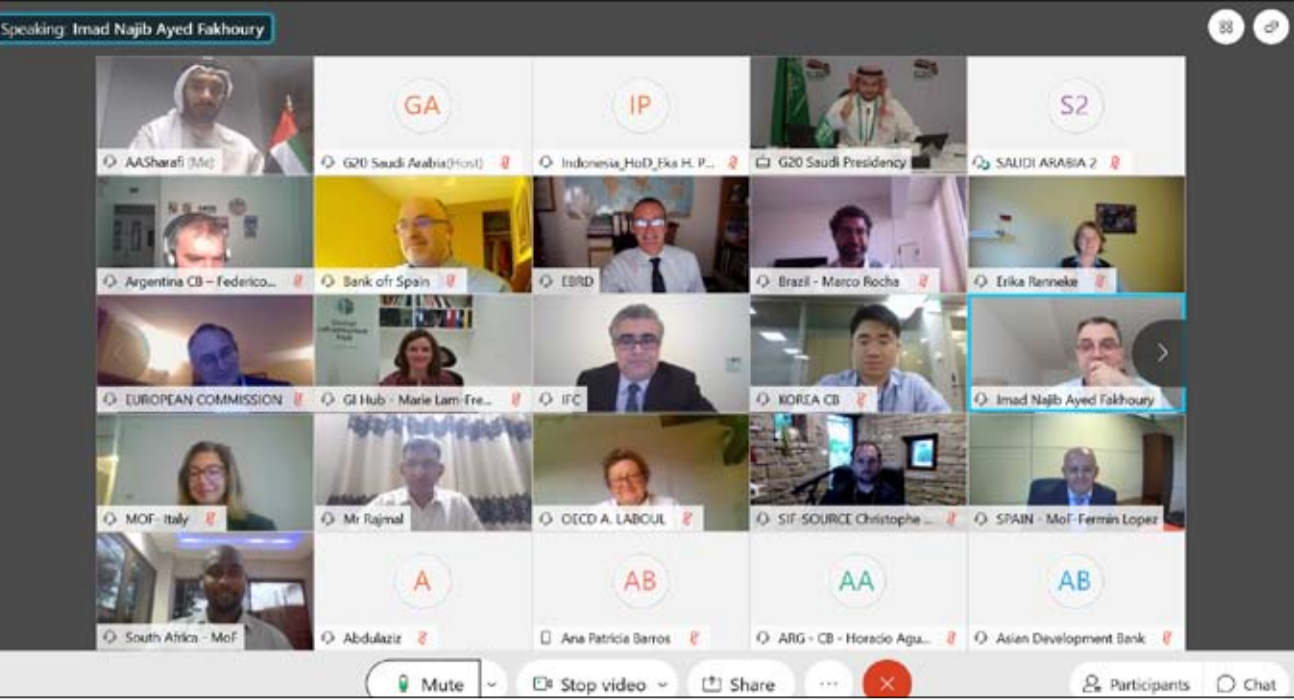 Speaking: Imad Najib Ayed Fakhoury
AASharafi (Me)
GA
G20 Saudi Arabia(Host)
IP
Indonesia_HoD_Eka H. P...
G20 Saudi Presidency
S2
SAUDI ARABIA 2
Argentina CB – Federico...
Bank ofr Spain
EBRD
Brazil - Marco Rocha
Erika Renneke
EUROPEAN COMMISSION
GI Hub - Marie Lam-Fre...
IFC
KOREA CB
Imad Najib Ayed Fakhoury
MOF- Italy
Mr Rajmal
OECD A. LABOUL
SIF-SOURCE Christophe ...
SPAIN - MoF-Fermin Lopez
South Africa - MoF
A
Abdulaziz
AB
Ana Patricia Barros
AA
ARG - CB - Horacio Agu...
AB
Asian Development Bank
Mute
Stop video
Share
...
Participants
Chat